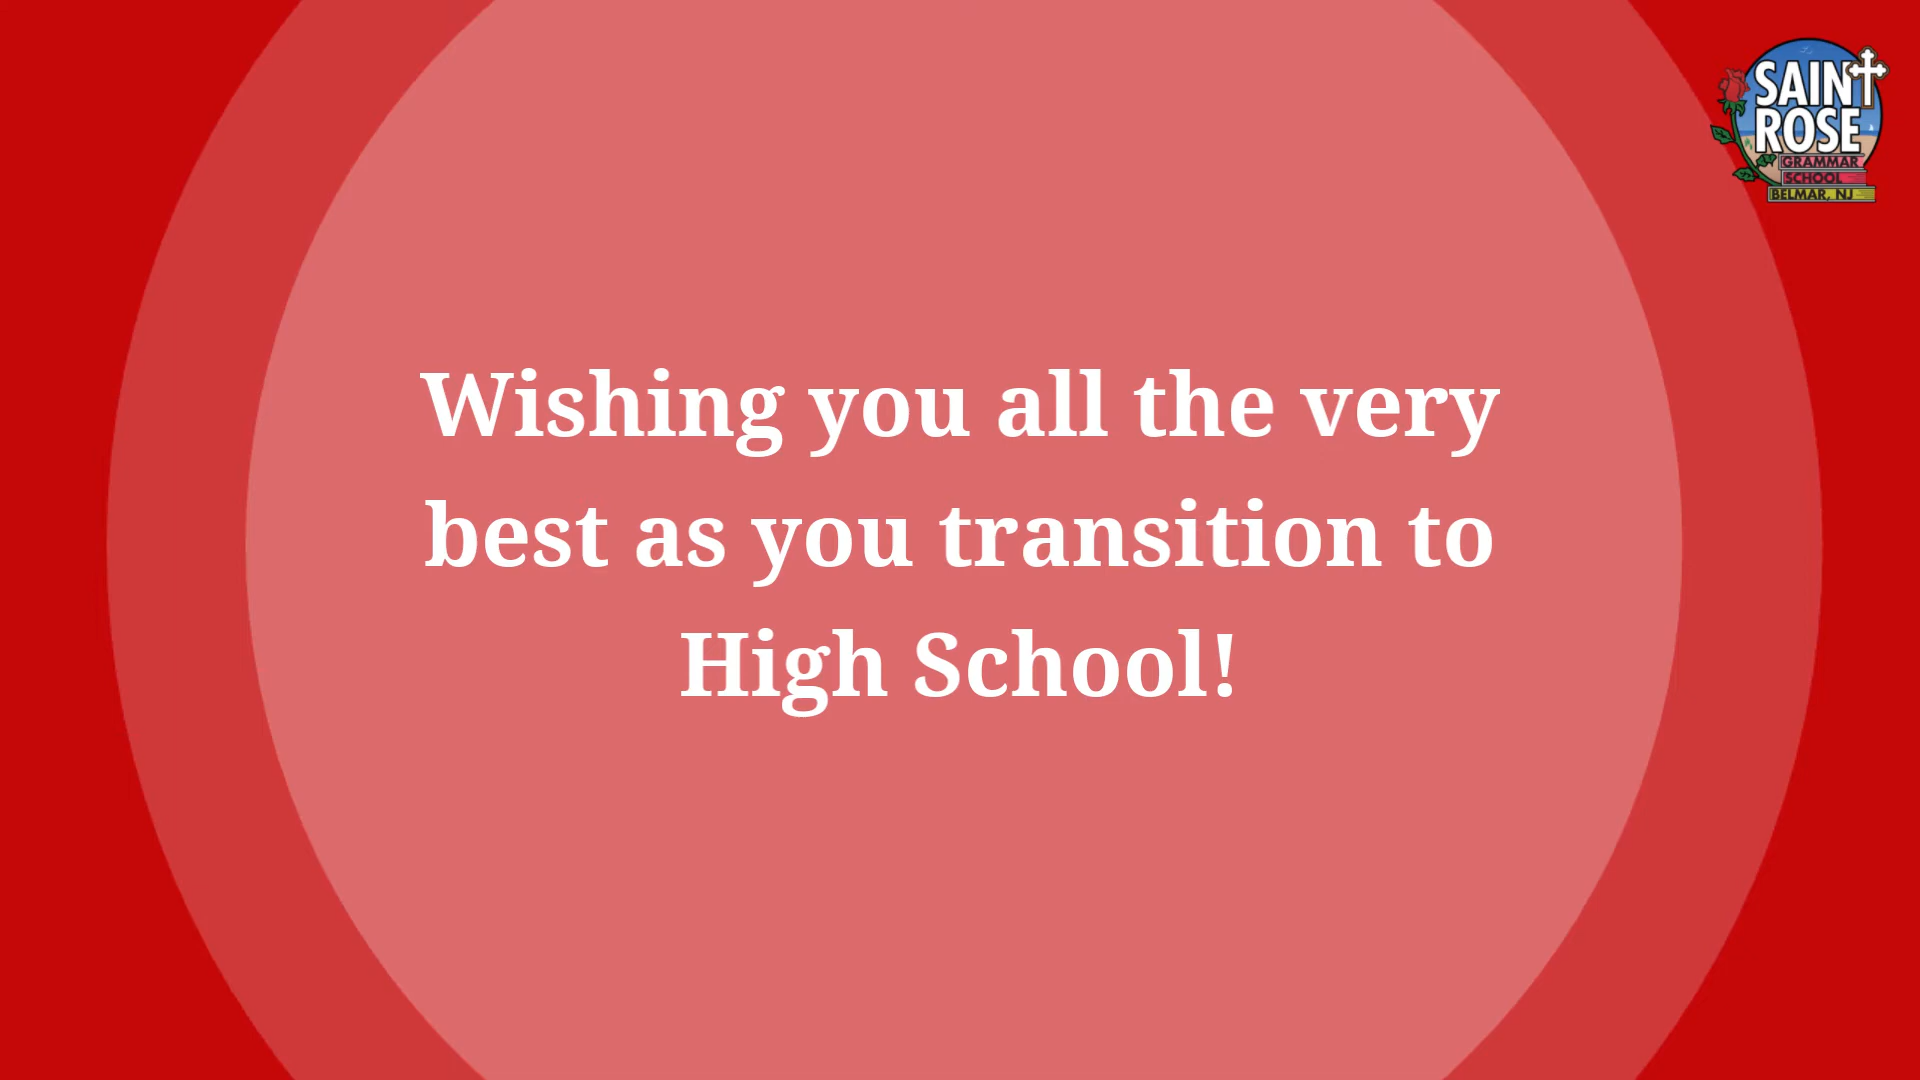 SAINT
ROSE
GRAMMAR
SCHOOL
BELMAR, NJ
Wishing you all the very
best as you transition to
High School!